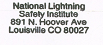 National Lightning
Safety Institute
891 N. Hoover Ave
Louisville CO 80027